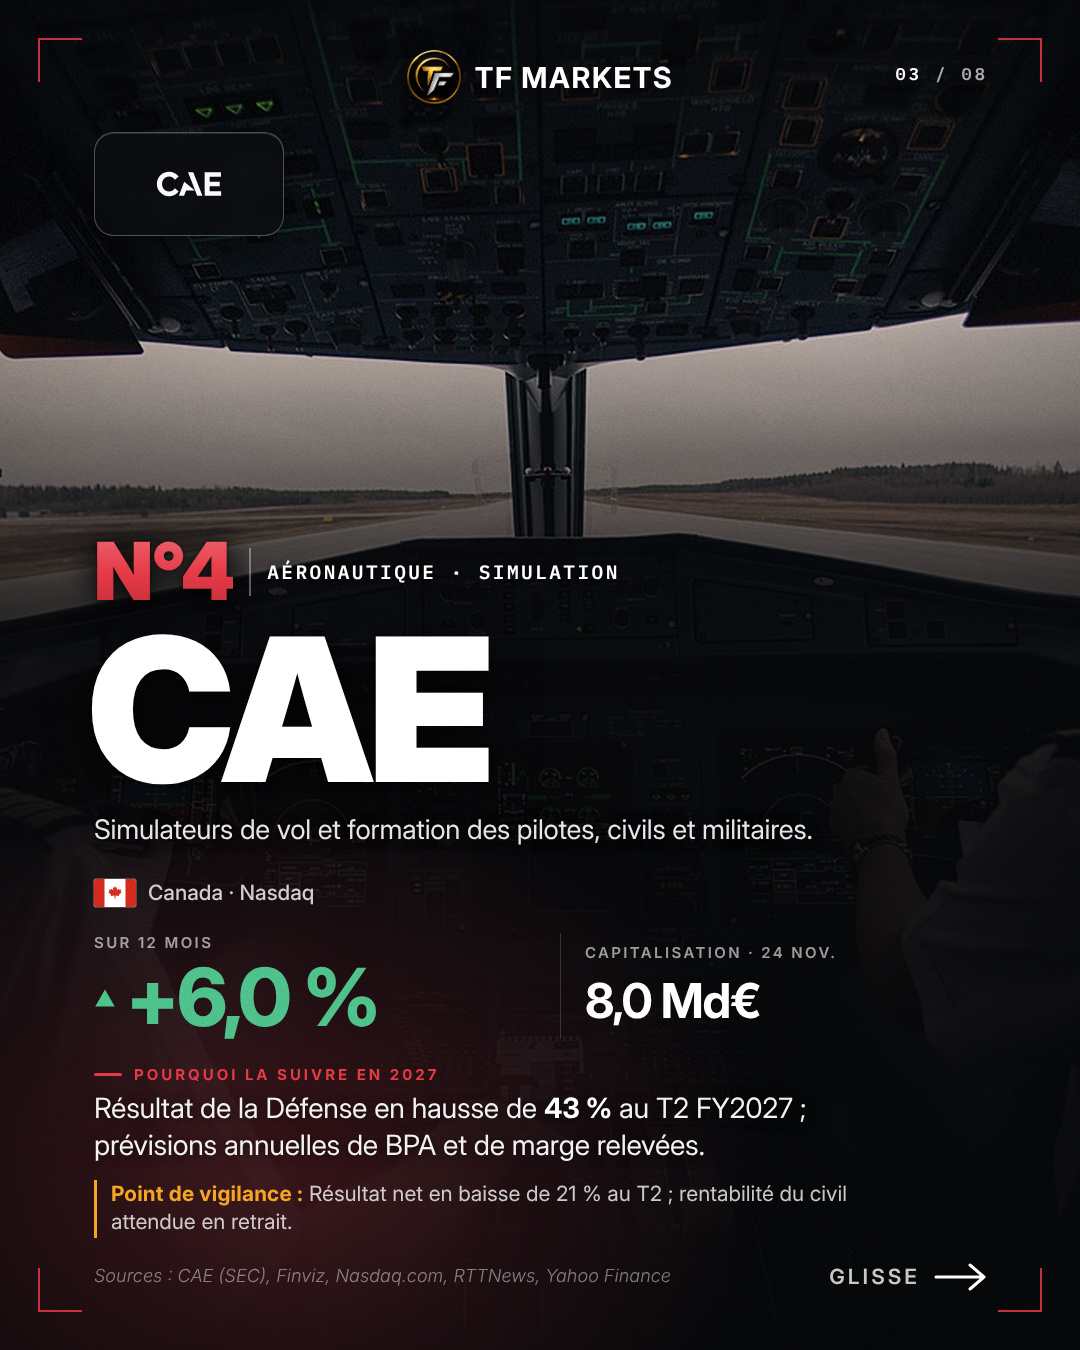 TF MARKETS
03 / 08
CAE
N°4
AÉRONAUTIQUE · SIMULATION
CAE
Simulateurs de vol et formation des pilotes, civils et militaires.
Canada · Nasdaq
SUR 12 MOIS
▲ +6,0 %
CAPITALISATION · 24 NOV.
8,0 Md€
POURQUOI LA SUIVRE EN 2027
Résultat de la Défense en hausse de 43 % au T2 FY2027 ;
prévisions annuelles de BPA et de marge relevées.
Point de vigilance : Résultat net en baisse de 21 % au T2 ; rentabilité du civil
attendue en retrait.
Sources : CAE (SEC), Finviz, Nasdaq.com, RTTNews, Yahoo Finance
GLISSE